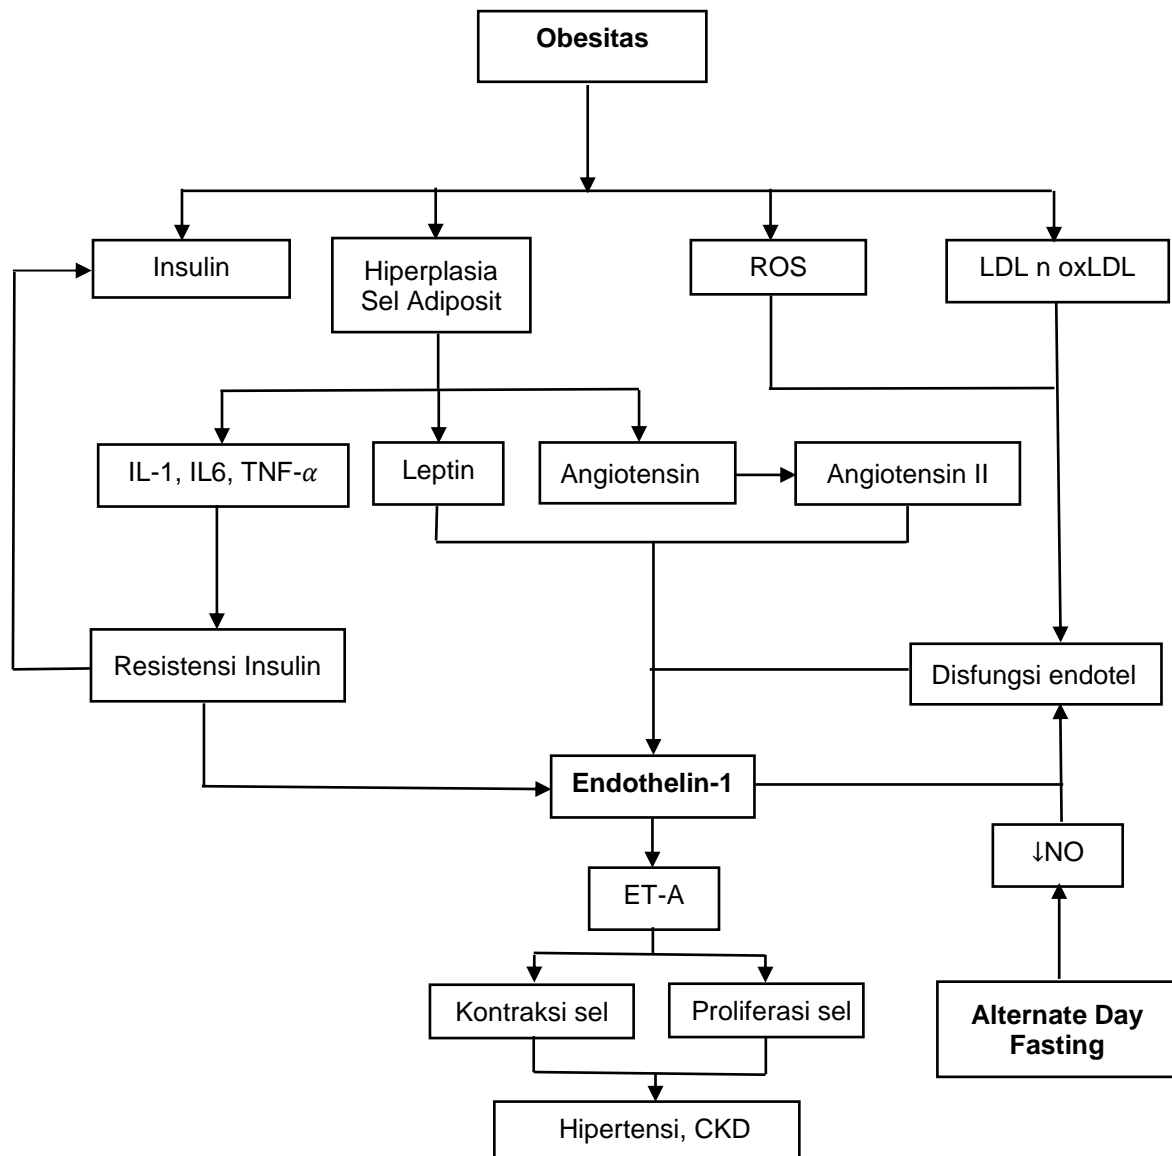 Obesitas
Insulin
Hiperplasia
Sel Adiposit
ROS
LDL n oxLDL
IL-1, IL6, TNF-𝛼
Leptin
Angiotensin
Angiotensin II
Resistensi Insulin
Disfungsi endotel
Endothelin-1
↓NO
ET-A
Kontraksi sel
Proliferasi sel
Alternate Day
Fasting
Hipertensi, CKD